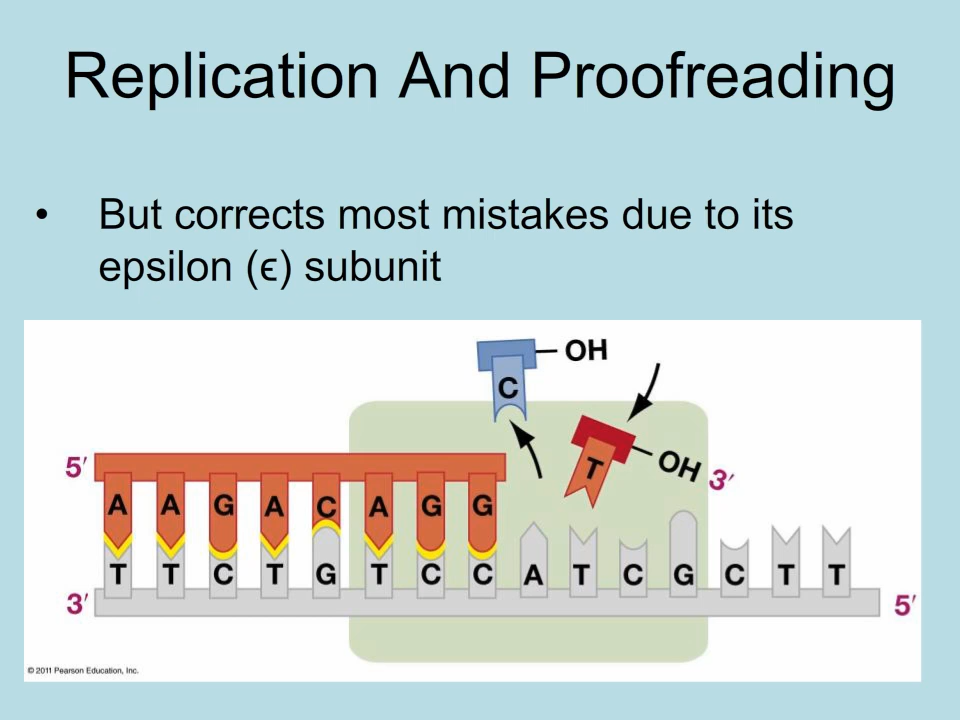 Replication And Proofreading
• But corrects most mistakes due to its
epsilon (ϵ) subunit
C OH
T OH 3′
5′ A A G A C A G G
T T C T G T C C A T C G C T T
3′ 5′
© 2011 Pearson Education, Inc.